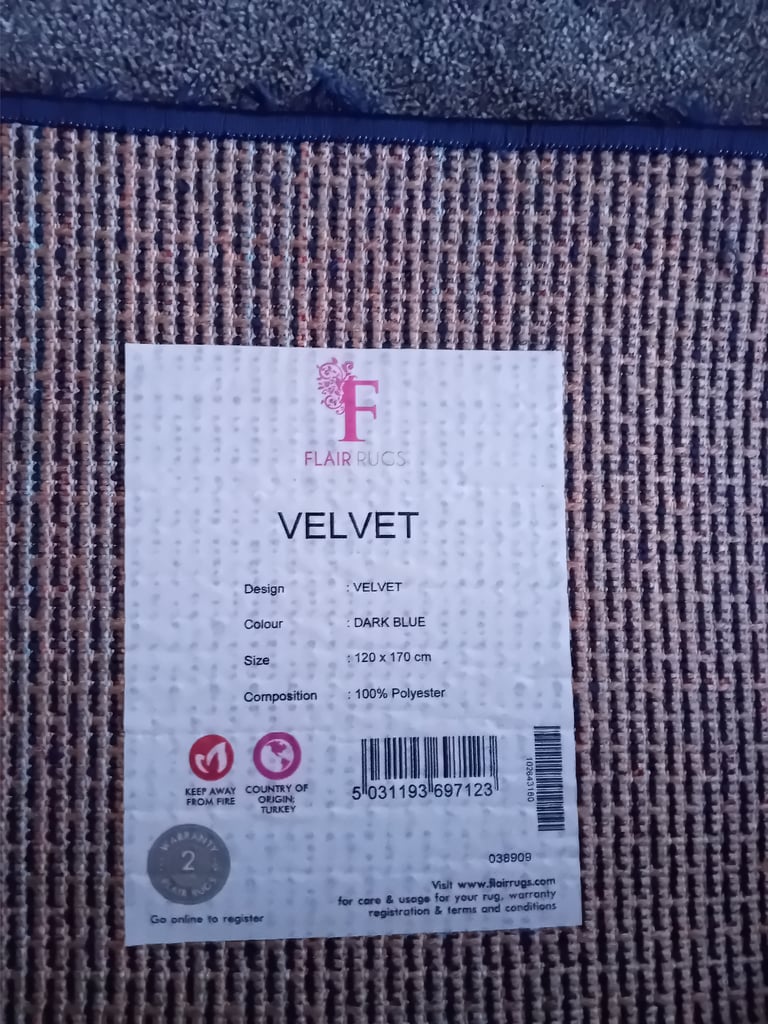 F
FLAIR RUGS
VELVET
Design : VELVET
Colour : DARK BLUE
Size : 120 x 170 cm
Composition : 100% Polyester
KEEP AWAY
FROM FIRE
COUNTRY OF
ORIGIN;
TURKEY
5 031193 697123
102643160
WARRANTY
2
FLAIR RUGS
Go online to register
038909
Visit www.flairrugs.com
for care & usage for your rug, warranty
registration & terms and conditions